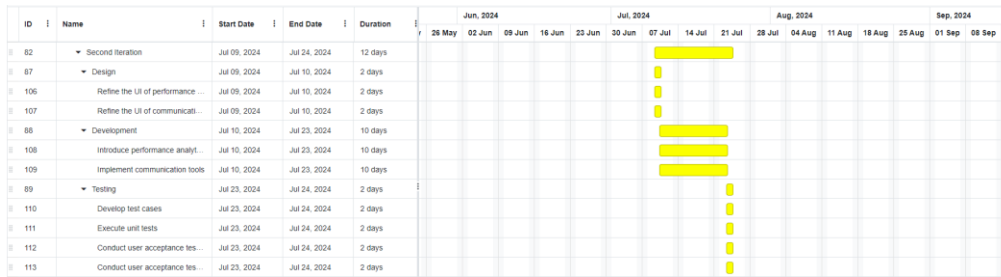 Jun, 2024 Jul, 2024 Aug, 2024 Sep, 2024
ID Name Start Date End Date Duration
26 May 02 Jun 09 Jun 16 Jun 23 Jun 30 Jun 07 Jul 14 Jul 21 Jul 28 Jul 04 Aug 11 Aug 18 Aug 25 Aug 01 Sep 08 Sep
82 Second Iteration Jul 09, 2024 Jul 24, 2024 12 days
87 Design Jul 09, 2024 Jul 10, 2024 2 days
106 Refine the UI of performance ... Jul 09, 2024 Jul 10, 2024 2 days
107 Refine the UI of communicati... Jul 09, 2024 Jul 10, 2024 2 days
88 Development Jul 10, 2024 Jul 23, 2024 10 days
108 Introduce performance analyt... Jul 10, 2024 Jul 23, 2024 10 days
109 Implement communication tools Jul 10, 2024 Jul 23, 2024 10 days
89 Testing Jul 23, 2024 Jul 24, 2024 2 days
110 Develop test cases Jul 23, 2024 Jul 24, 2024 2 days
111 Execute unit tests Jul 23, 2024 Jul 24, 2024 2 days
112 Conduct user acceptance tes... Jul 23, 2024 Jul 24, 2024 2 days
113 Conduct user acceptance tes... Jul 23, 2024 Jul 24, 2024 2 days